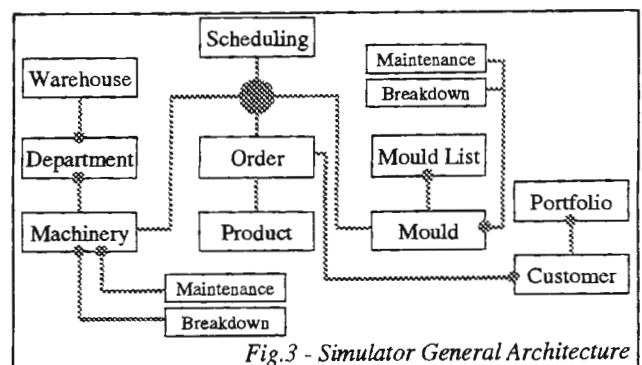 Scheduling
Maintenance
Warehouse
Breakdown
Department
Order
Mould List
Portfolio
Machinery
Product
Mould
Customer
Maintenance
Breakdown
Fig.3 - Simulator General Architecture